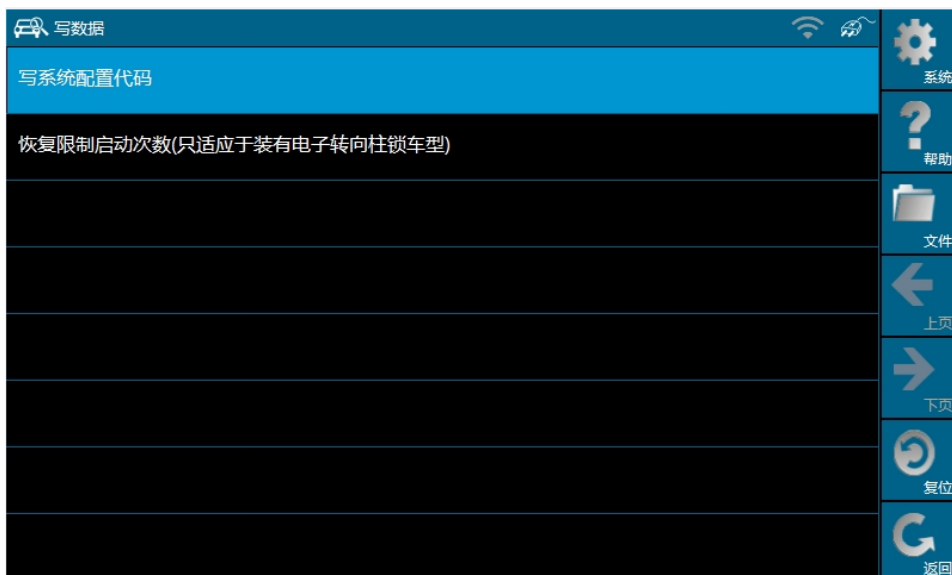 写数据
写系统配置代码
恢复限制启动次数(只适应于装有电子转向柱锁车型)
系统
帮助
文件
上页
下页
复位
返回